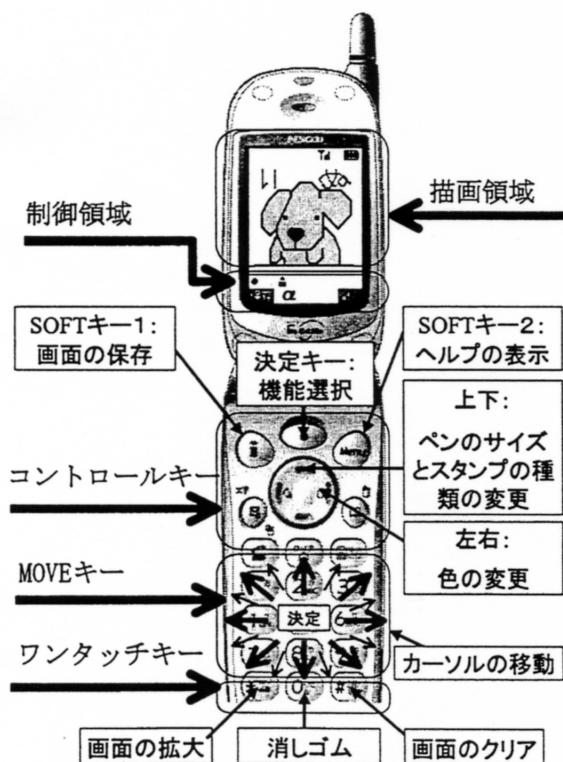 描画領域
制御領域
α
SOFTキー1:
画面の保存
決定キー:
機能選択
SOFTキー2:
ヘルプの表示
上下:
ペンのサイズ
とスタンプの種
類の変更
Menu
コントロールキー
左右:
色の変更
MOVEキー
2
3
決定
6
カーソルの移動
ワンタッチキー
0
#
画面の拡大
消しゴム
画面のクリア